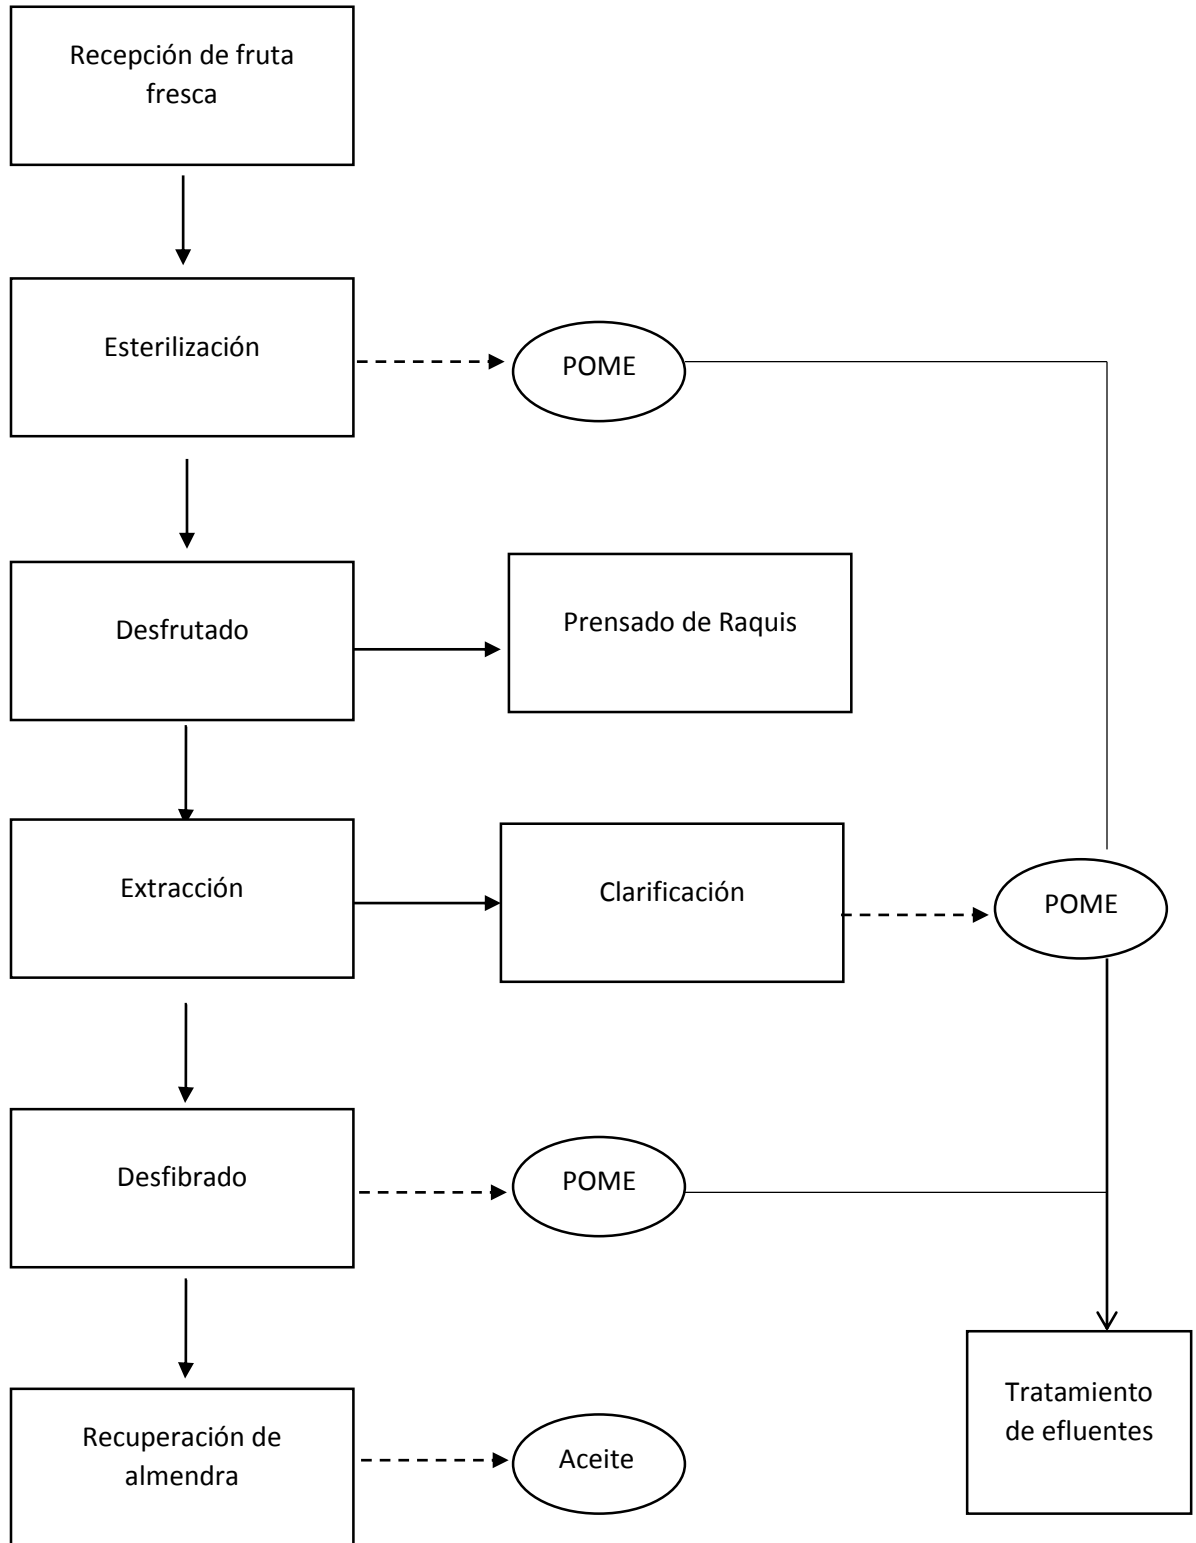 Recepción de fruta
fresca
Esterilización
POME
Desfrutado
Prensado de Raquis
Extracción
Clarificación
POME
Desfibrado
POME
Recuperación de
almendra
Aceite
Tratamiento
de efluentes